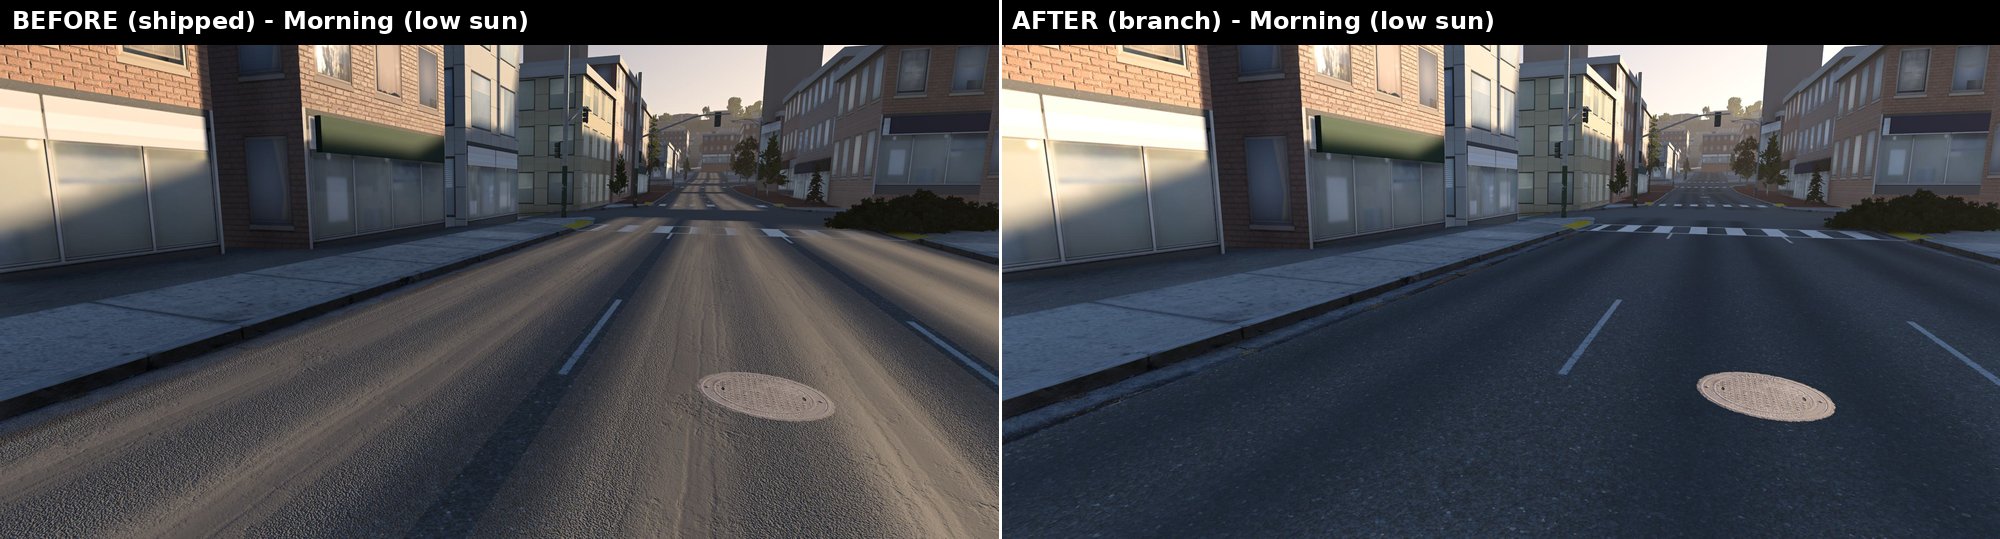 BEFORE (shipped) - Morning (low sun)
AFTER (branch) - Morning (low sun)